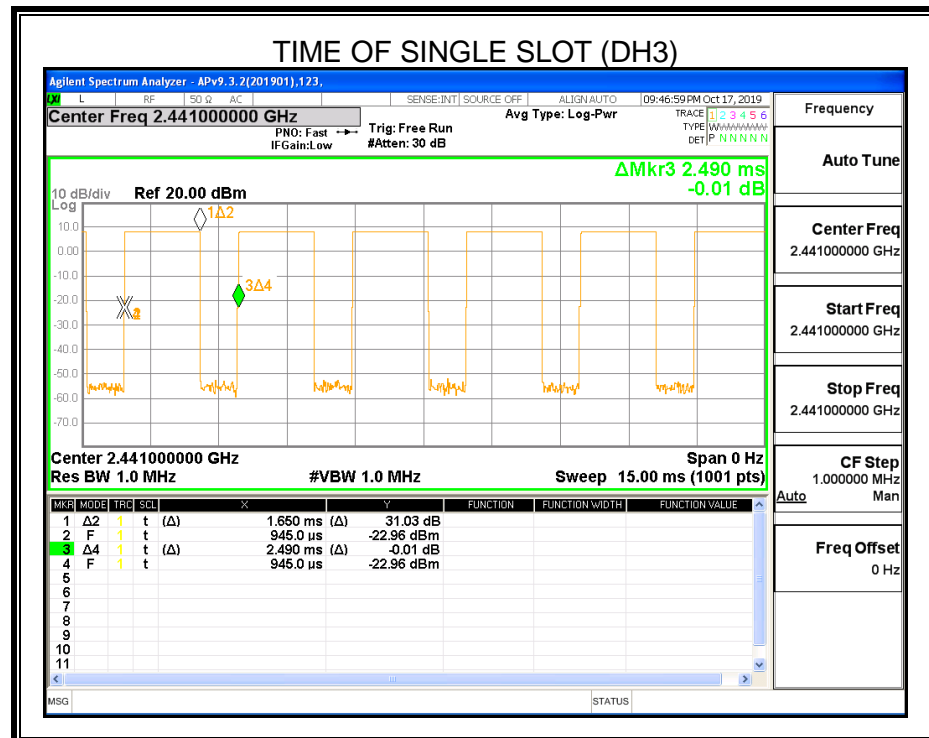 TIME OF SINGLE SLOT (DH3)
Agilent Spectrum Analyzer - APv9.3.2(201901),123,
LXI L RF 50 Ω AC SENSE:INT SOURCE OFF ALIGN AUTO 09:46:59 PM Oct 17, 2019
Center Freq 2.441000000 GHz
Avg Type: Log-Pwr
TRACE 1 2 3 4 5 6
PNO: Fast Trig: Free Run
TYPE W
IFGain:Low #Atten: 30 dB
DET P N N N N N
ΔMkr3 2.490 ms
-0.01 dB
10 dB/div Ref 20.00 dBm
Log
10.0
0.00
-10.0
-20.0
-30.0
-40.0
-50.0
-60.0
-70.0
1Δ2
3Δ4
Center 2.441000000 GHz Span 0 Hz
Res BW 1.0 MHz #VBW 1.0 MHz Sweep 15.00 ms (1001 pts)
MKR MODE TRC SCL X Y FUNCTION FUNCTION WIDTH FUNCTION VALUE
1 Δ2 1 t (Δ) 1.650 ms (Δ) 31.03 dB
2 F 1 t 945.0 µs -22.96 dBm
3 Δ4 1 t (Δ) 2.490 ms (Δ) -0.01 dB
4 F 1 t 945.0 µs -22.96 dBm
5
6
7
8
9
10
11
MSG STATUS
Frequency
Auto Tune
Center Freq
2.441000000 GHz
Start Freq
2.441000000 GHz
Stop Freq
2.441000000 GHz
CF Step
1.000000 MHz
Auto Man
Freq Offset
0 Hz